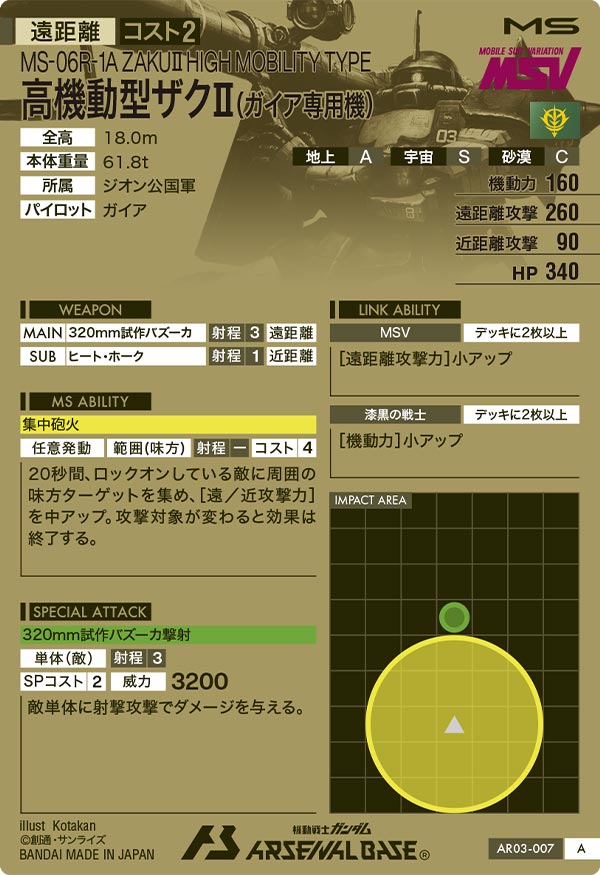 遠距離 コスト2
MS
MS-06R-1A ZAKUⅡ HIGH MOBILITY TYPE
MOBILE SUIT VARIATION
MSV
高機動型ザクⅡ(ガイア専用機)
03
全高 18.0m
本体重量 61.8t
所属 ジオン公国軍
パイロット ガイア
地上 A 宇宙 S 砂漠 C
機動力 160
遠距離攻撃 260
近距離攻撃 90
HP 340
WEAPON
MAIN 320mm試作バズーカ 射程 3 遠距離
SUB ヒート・ホーク 射程 1 近距離
MS ABILITY
集中砲火
任意発動 範囲(味方) 射程 ー コスト 4
20秒間、ロックオンしている敵に周囲の
味方ターゲットを集め、[遠／近攻撃力]
を中アップ。攻撃対象が変わると効果は
終了する。
SPECIAL ATTACK
320mm試作バズーカ撃射
単体(敵) 射程 3
SPコスト 2 威力 3200
敵単体に射撃攻撃でダメージを与える。
LINK ABILITY
MSV デッキに2枚以上
[遠距離攻撃力]小アップ
漆黒の戦士 デッキに2枚以上
[機動力]小アップ
IMPACT AREA
illust Kotakan
©創通・サンライズ
BANDAI MADE IN JAPAN
機動戦士ガンダム
ARSENAL BASE®
AR03-007 A